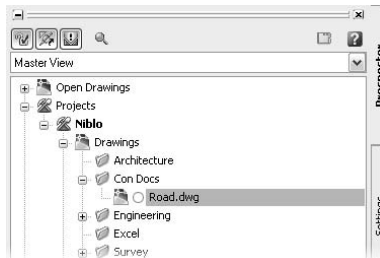 Master View
Open Drawings
Projects
Niblo
Drawings
Architecture
Con Docs
Road.dwg
Engineering
Excel
Survey
Prospector
Settings